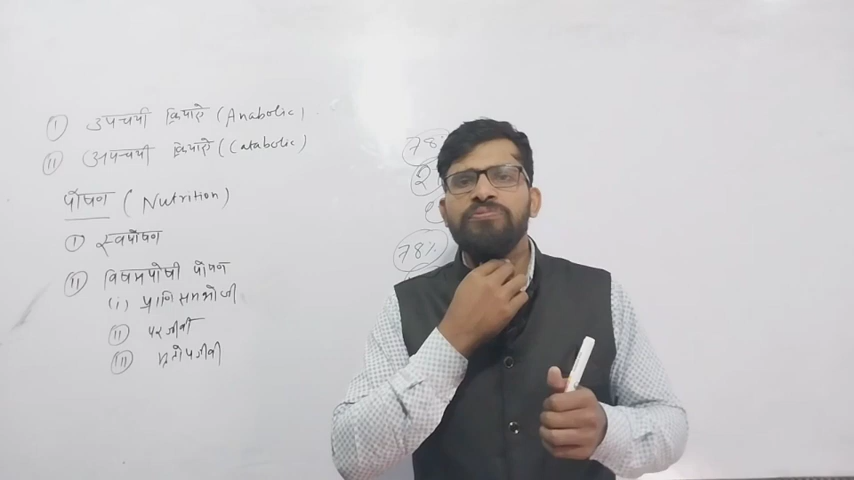 I उपचयी क्रियाऐ (Anabolic)
II अपचयी क्रियाऐ (Catabolic)
पोषण (Nutrition)
I स्वपोषण
II विषमपोषी पोषण
(i) प्राणिसमभोजी
II परजीवी
III मृतोपजीवी
78%
78%